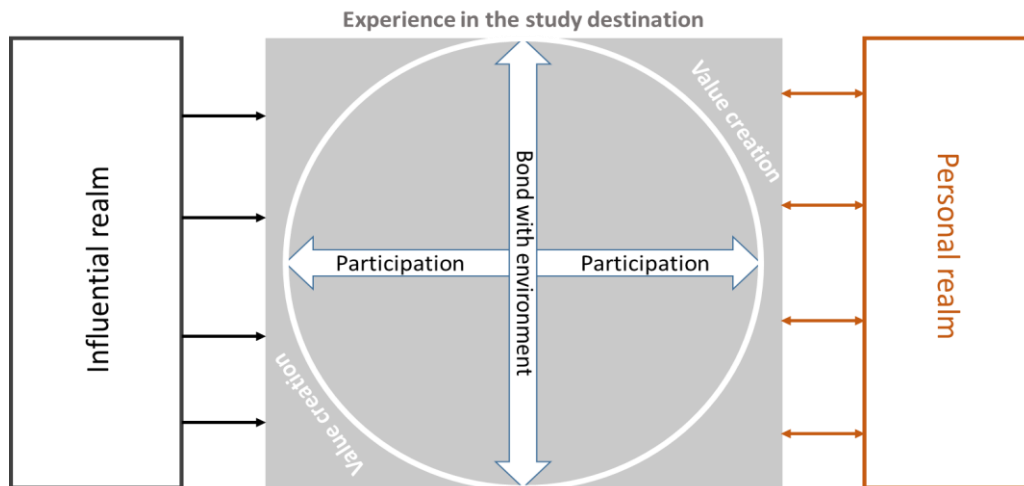 Experience in the study destination
Influential realm
Value creation
Bond with environment
Participation
Participation
Value creation
Personal realm